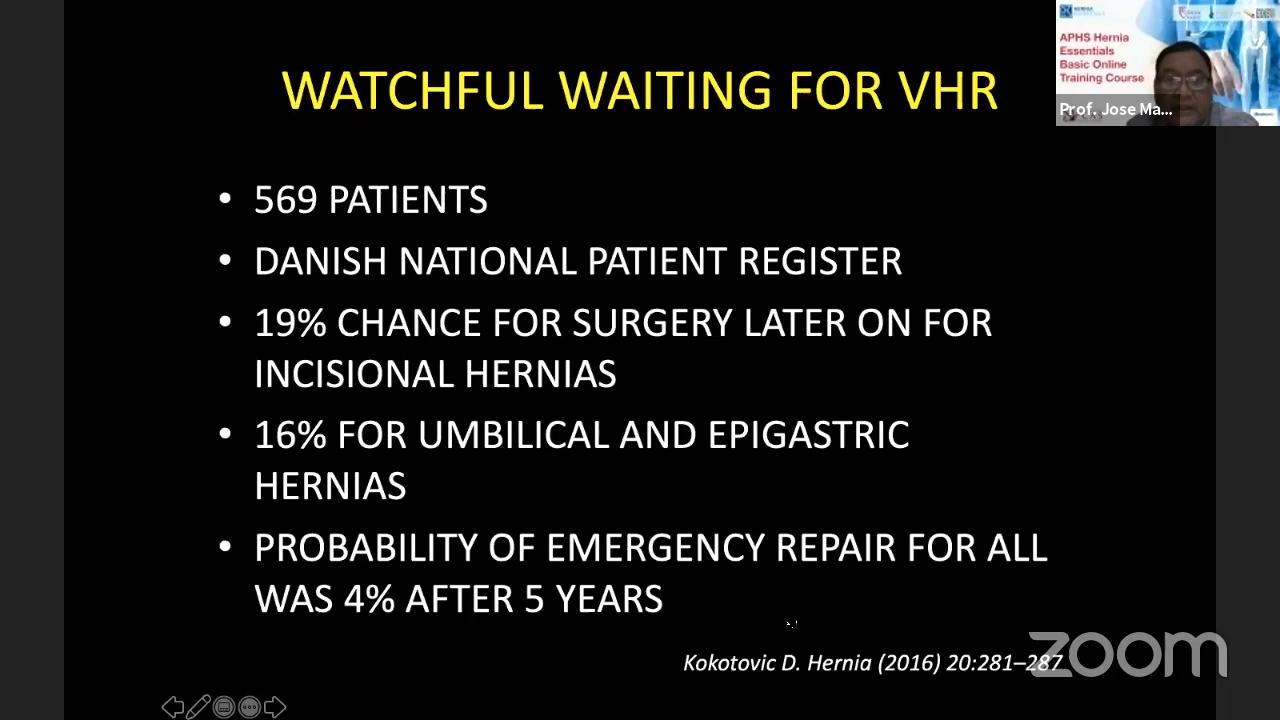 WATCHFUL WAITING FOR VHR
APHS Hernia
Essentials
Basic Online
Training Course
Prof. Jose Ma...
• 569 PATIENTS
• DANISH NATIONAL PATIENT REGISTER
• 19% CHANCE FOR SURGERY LATER ON FOR
INCISIONAL HERNIAS
• 16% FOR UMBILICAL AND EPIGASTRIC
HERNIAS
• PROBABILITY OF EMERGENCY REPAIR FOR ALL
WAS 4% AFTER 5 YEARS
Kokotovic D. Hernia (2016) 20:281–287
zoom